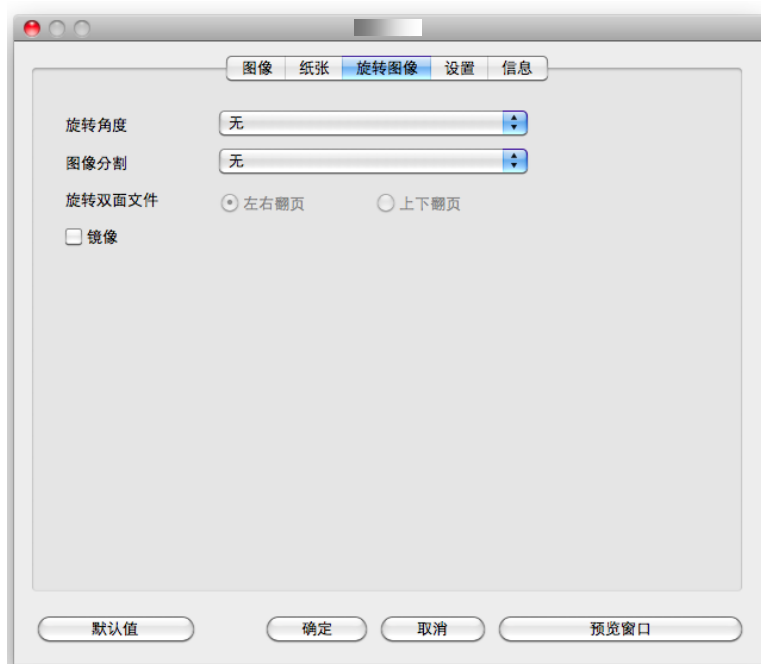 图像 纸张 旋转图像 设置 信息
旋转角度 无
图像分割 无
旋转双面文件 左右翻页 上下翻页
镜像
默认值 确定 取消 预览窗口